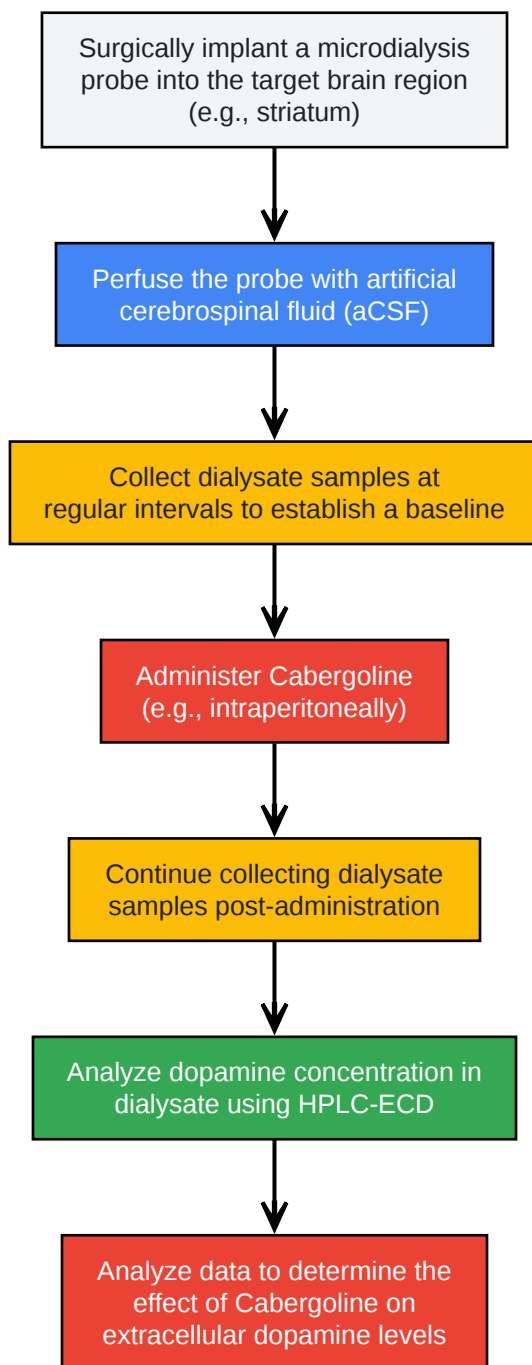 Surgically implant a microdialysis
probe into the target brain region
(e.g., striatum)
Perfuse the probe with artificial
cerebrospinal fluid (aCSF)
Collect dialysate samples at
regular intervals to establish a baseline
Administer Cabergoline
(e.g., intraperitoneally)
Continue collecting dialysate
samples post-administration
Analyze dopamine concentration in
dialysate using HPLC-ECD
Analyze data to determine the
effect of Cabergoline on
extracellular dopamine levels